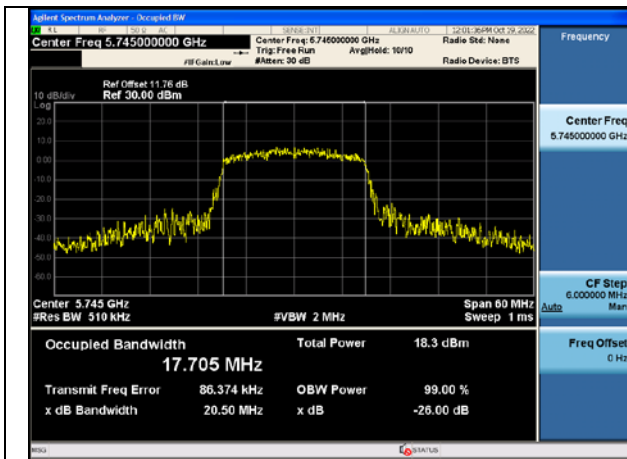 Agilent Spectrum Analyzer - Occupied BW
RL RF 50 Ω AC SENSE:INT ALIGN AUTO 12:01:36PM Oct 19, 2022
Center Freq 5.745000000 GHz
Center Freq: 5.745000000 GHz
Radio Std: None
Trig: Free Run
Avg|Hold: 10/10
#IFGain:Low
#Atten: 30 dB
Radio Device: BTS
Frequency
Ref Offset 11.76 dB
10 dB/div Ref 30.00 dBm
Log
20.0
10.0
0.00
-10.0
-20.0
-30.0
-40.0
-50.0
-60.0
Center Freq
5.745000000 GHz
Center 5.745 GHz
Span 60 MHz
#Res BW 510 kHz
#VBW 2 MHz
Sweep 1 ms
CF Step
6.000000 MHz
Auto Man
Occupied Bandwidth
17.705 MHz
Total Power 18.3 dBm
Transmit Freq Error 86.374 kHz OBW Power 99.00 %
x dB Bandwidth 20.50 MHz x dB -26.00 dB
Freq Offset
0 Hz
MSG STATUS